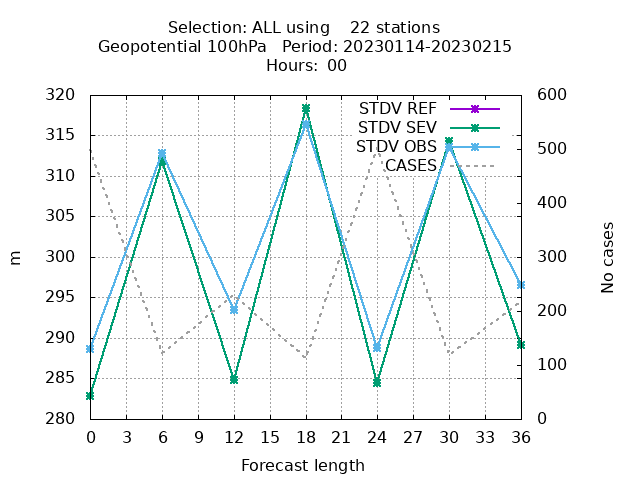 Selection: ALL using    22 stations
Geopotential 100hPa   Period: 20230114-20230215
Hours: 00
320 600
STDV REF
STDV SEV
315 STDV OBS 500
CASES
310
400
305
300 300
m No cases
295
200
290
100
285
280 0
0 3 6 9 12 15 18 21 24 27 30 33 36
Forecast length